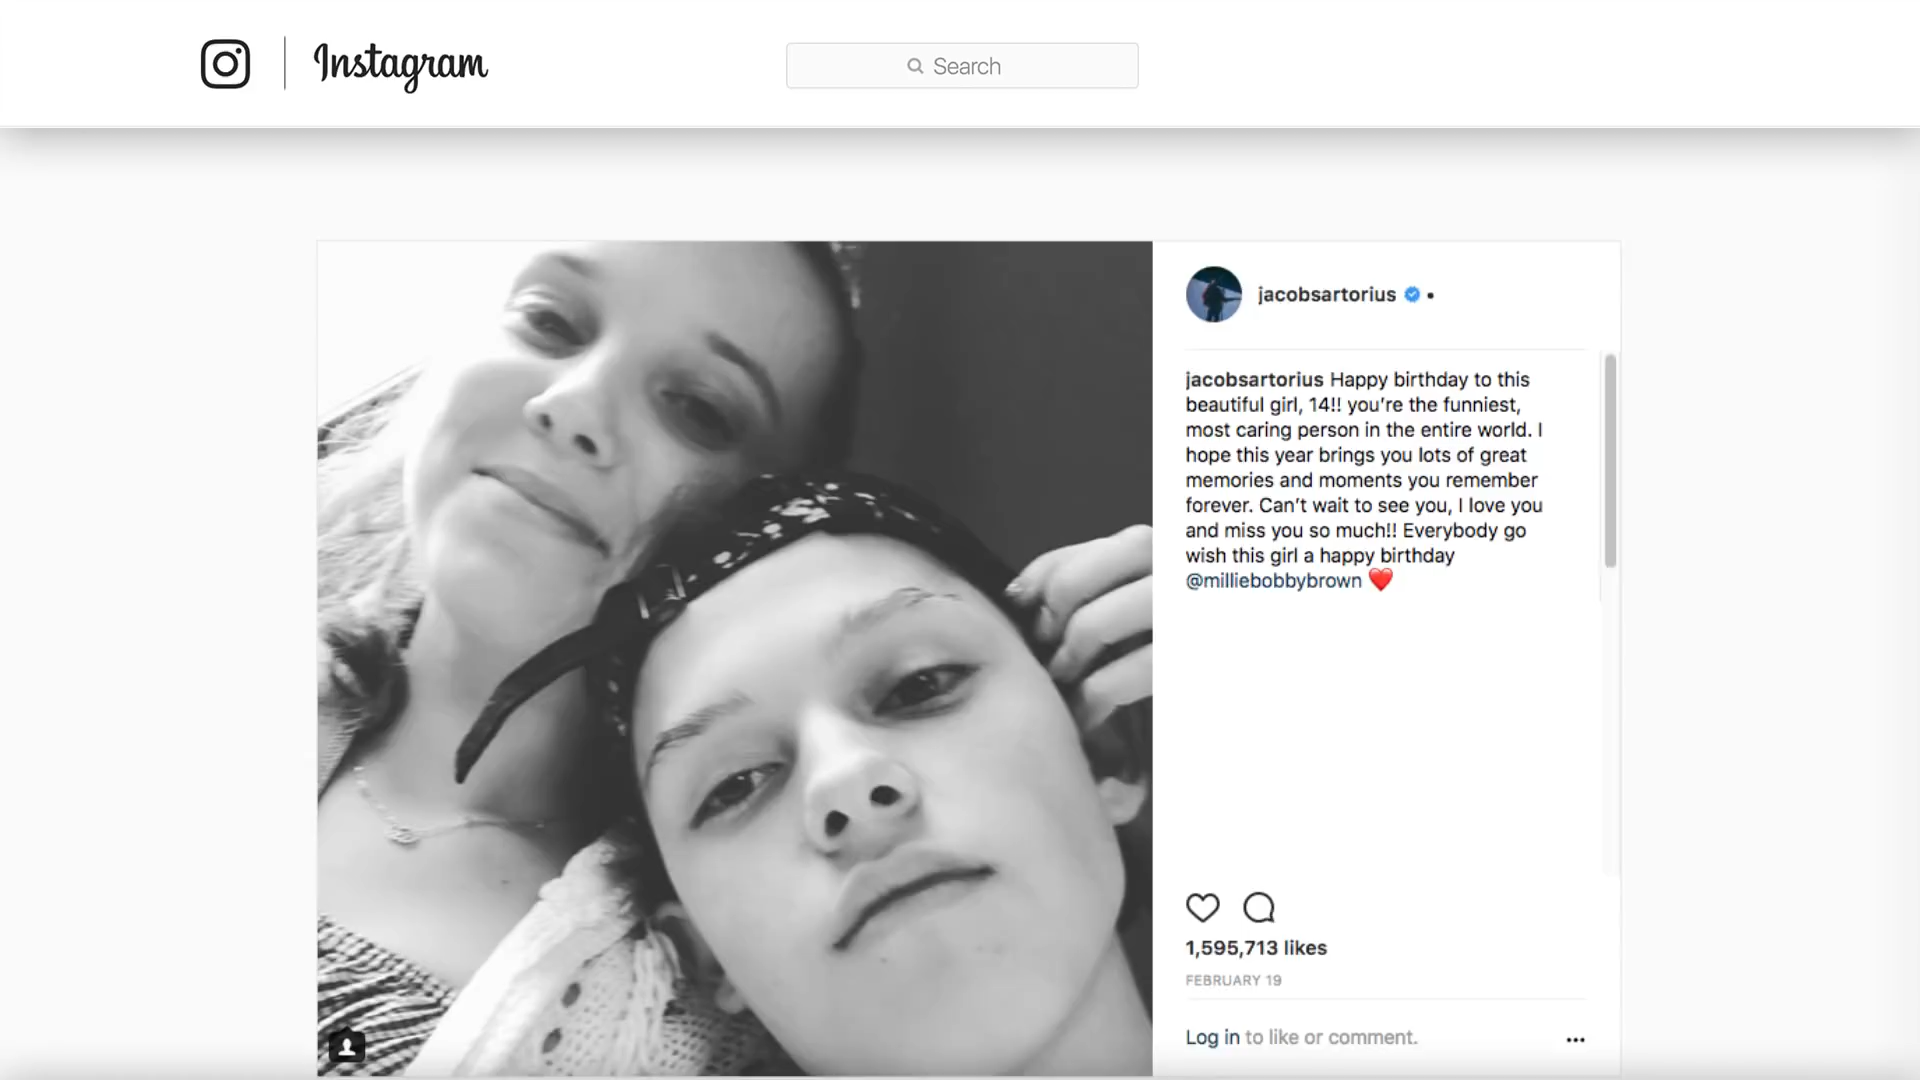 Instagram
Search
jacobsartorius •
jacobsartorius Happy birthday to this
beautiful girl, 14!! you're the funniest,
most caring person in the entire world. I
hope this year brings you lots of great
memories and moments you remember
forever. Can't wait to see you, I love you
and miss you so much!! Everybody go
wish this girl a happy birthday
@milliebobbybrown ❤️
1,595,713 likes
FEBRUARY 19
Log in to like or comment.